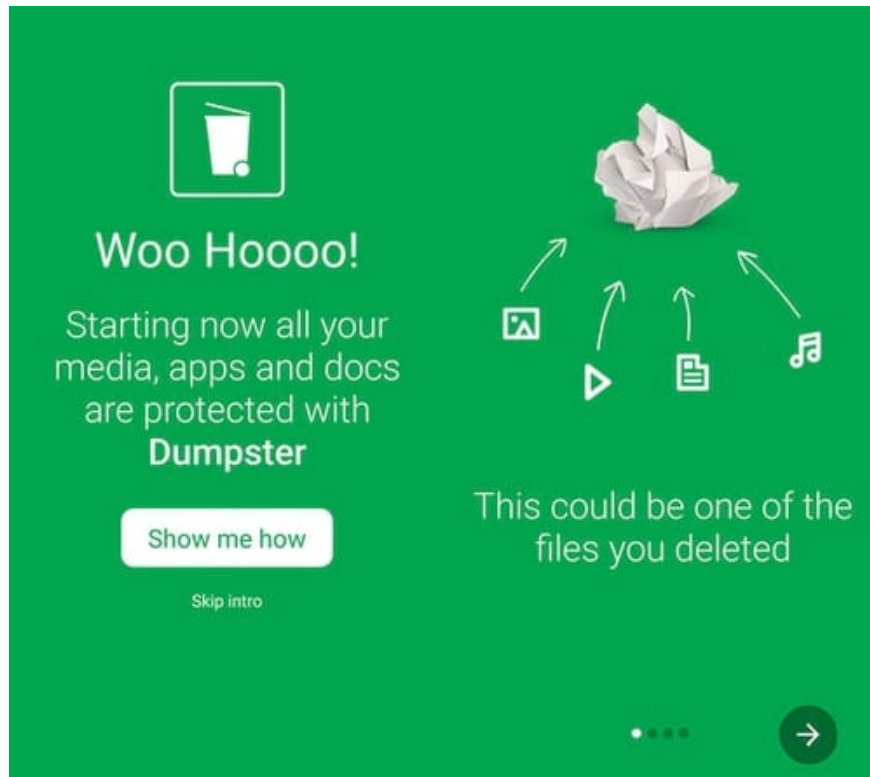 Woo Hoooo!
Starting now all your
media, apps and docs
are protected with
Dumpster
Show me how
Skip intro
This could be one of the
files you deleted